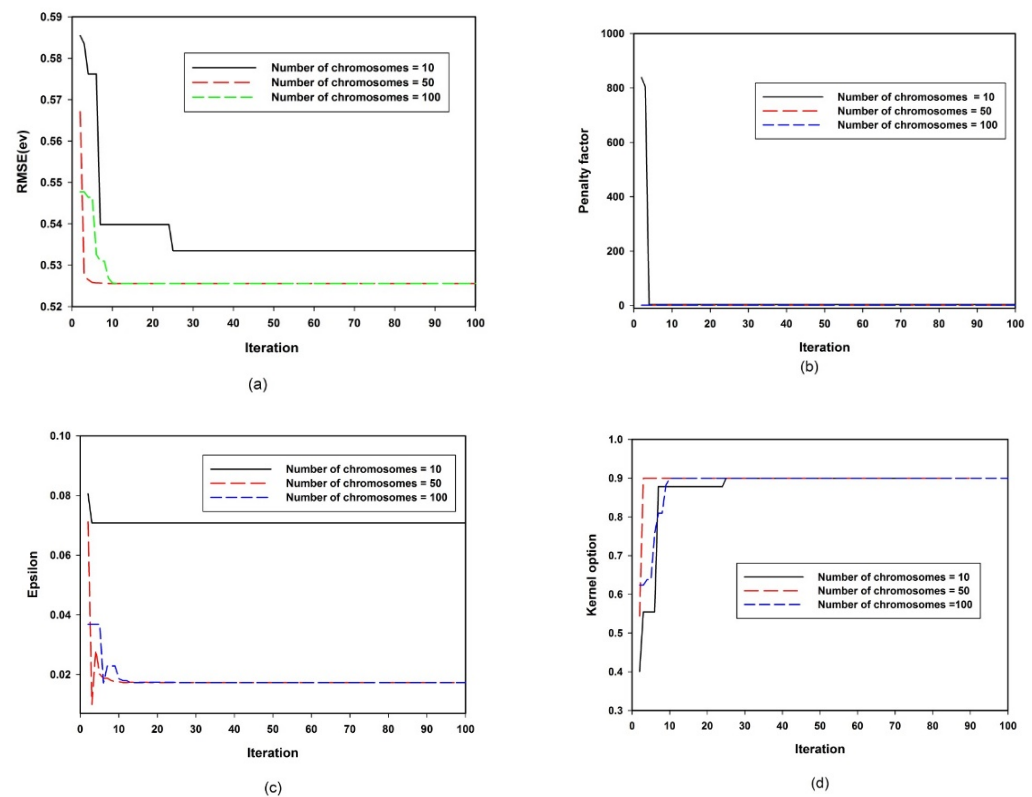 0.59
0.58
0.57
0.56
0.55
0.54
0.53
0.52
RMSE(ev)
Number of chromosomes = 10
Number of chromosomes = 50
Number of chromosomes = 100
0 10 20 30 40 50 60 70 80 90 100
Iteration
(a)
1000
800
600
400
200
0
Penalty factor
Number of chromosomes = 10
Number of chromosomes = 50
Number of chromosomes = 100
0 10 20 30 40 50 60 70 80 90 100
Iteration
(b)
0.10
0.08
0.06
0.04
0.02
Epsilon
Number of chromosomes = 10
Number of chromosomes = 50
Number of chromosomes = 100
0 10 20 30 40 50 60 70 80 90 100
Iteration
(c)
1.0
0.9
0.8
0.7
0.6
0.5
0.4
0.3
Kernel option
Number of chromosomes = 10
Number of chromosomes = 50
Number of chromosomes =100
0 10 20 30 40 50 60 70 80 90 100
Iteration
(d)